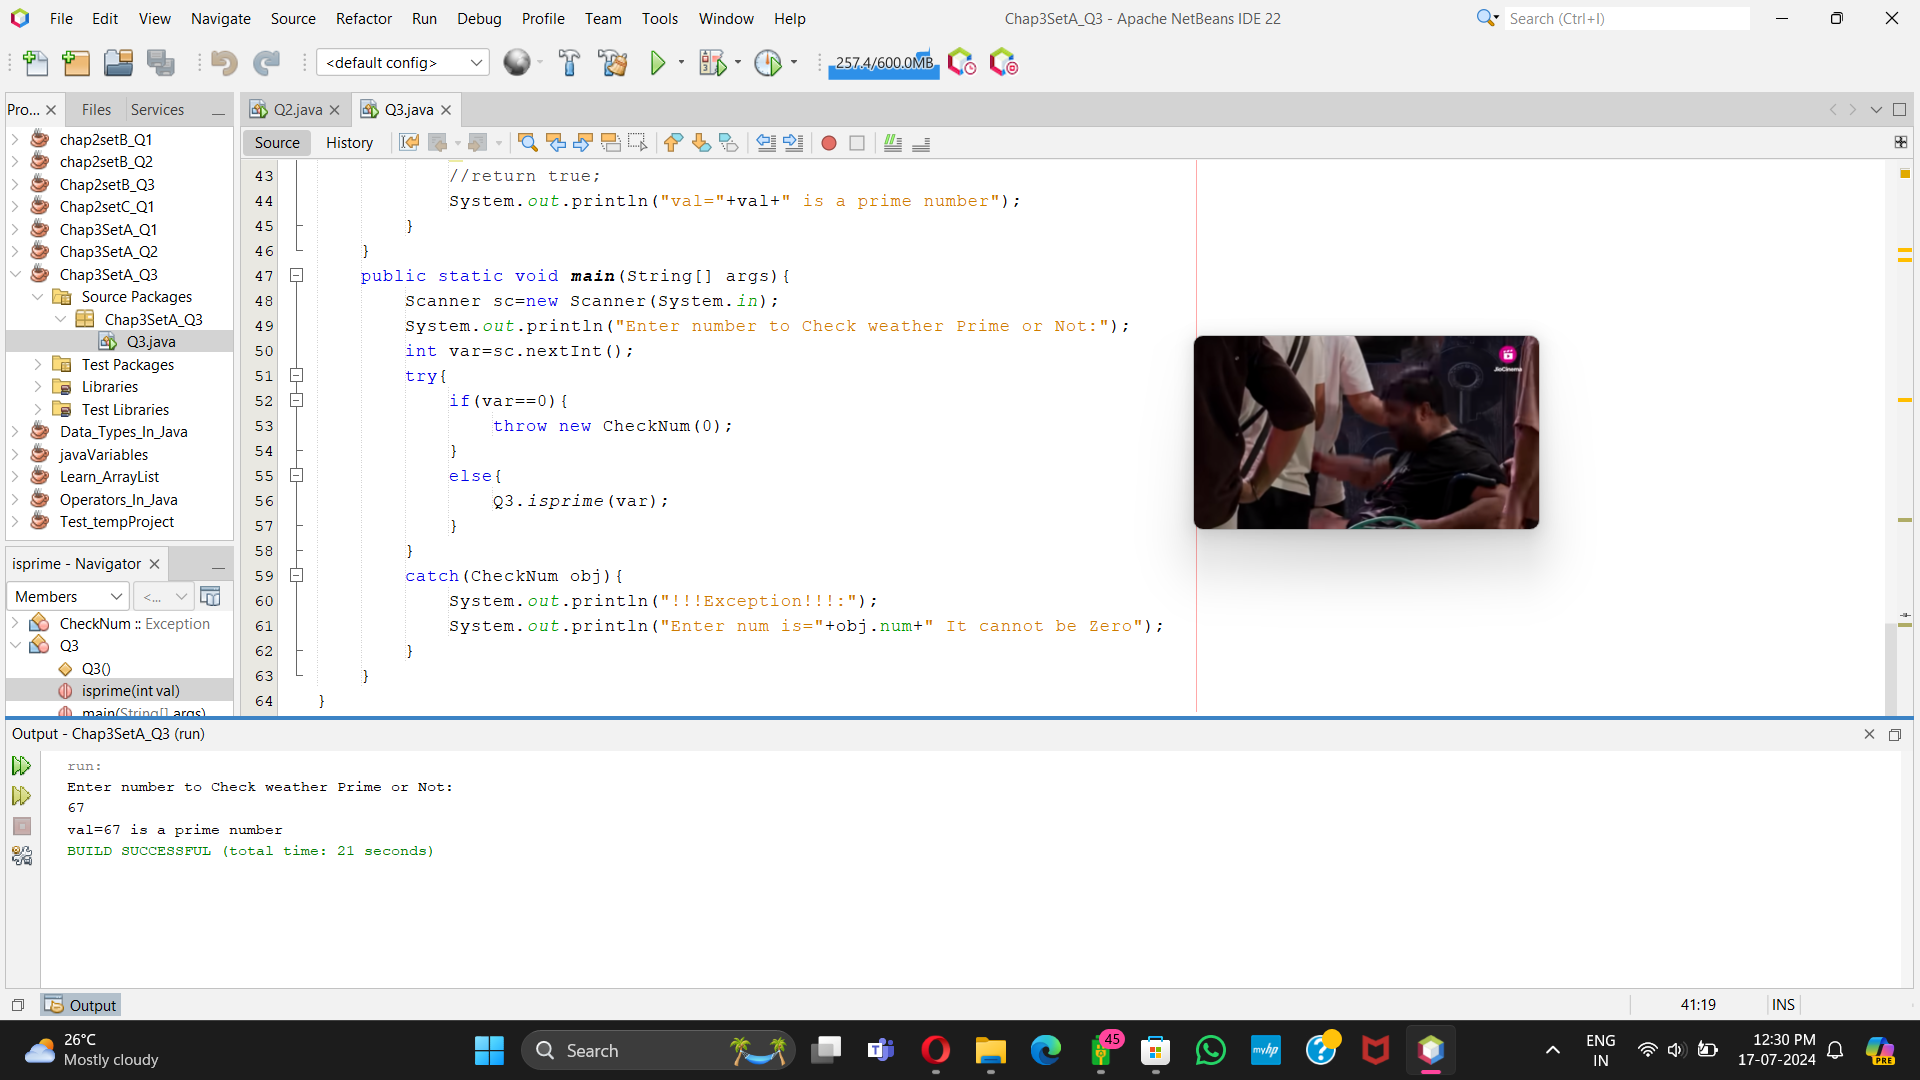 File Edit View Navigate Source Refactor Run Debug Profile Team Tools Window Help
Chap3SetA_Q3 - Apache NetBeans IDE 22
Search (Ctrl+I)
<default config>
257.4/600.0MB
Pro... Files Services
Q2.java Q3.java
Source History
chap2setB_Q1
chap2setB_Q2
Chap2setB_Q3
Chap2setC_Q1
Chap3SetA_Q1
Chap3SetA_Q2
Chap3SetA_Q3
Source Packages
Chap3SetA_Q3
Q3.java
Test Packages
Libraries
Test Libraries
Data_Types_In_Java
javaVariables
Learn_ArrayList
Operators_In_Java
Test_tempProject
isprime - Navigator
Members <...
CheckNum :: Exception
Q3
Q3()
isprime(int val)
main(String[] args)
43 //return true;
44 System.out.println("val="+val+" is a prime number");
45 }
46 }
47 public static void main(String[] args){
48 Scanner sc=new Scanner(System.in);
49 System.out.println("Enter number to Check weather Prime or Not:");
50 int var=sc.nextInt();
51 try{
52 if(var==0){
53 throw new CheckNum(0);
54 }
55 else{
56 Q3.isprime(var);
57 }
58 }
59 catch(CheckNum obj){
60 System.out.println("!!!Exception!!!:");
61 System.out.println("Enter num is="+obj.num+" It cannot be Zero");
62 }
63 }
64 }
JioCinema
Output - Chap3SetA_Q3 (run)
run:
Enter number to Check weather Prime or Not:
67
val=67 is a prime number
BUILD SUCCESSFUL (total time: 21 seconds)
Output
41:19 INS
26°C
Mostly cloudy
Search
45
myhp
ENG
IN
12:30 PM
17-07-2024
PRE